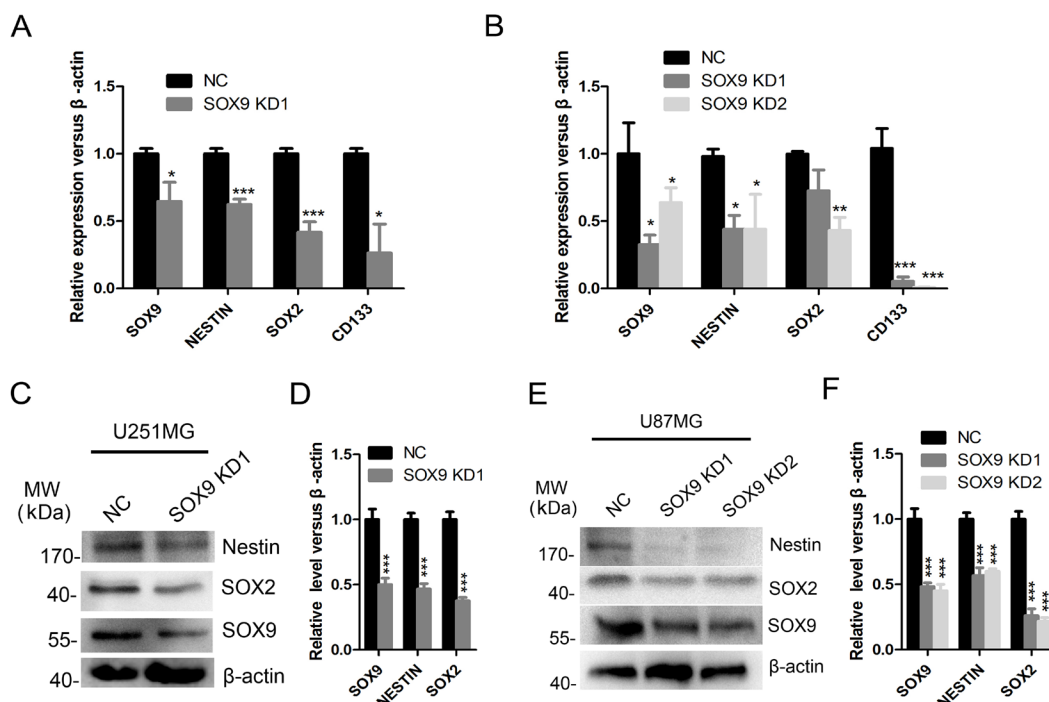 A
NC
SOX9 KD1
Relative expression versus β -actin
1.5
1.0
0.5
0.0
*
***
***
*
SOX9
NESTIN
SOX2
CD133
B
NC
SOX9 KD1
SOX9 KD2
Relative expression versus β -actin
1.5
1.0
0.5
0.0
*
*
*
*
**
***
***
SOX9
NESTIN
SOX2
CD133
C
U251MG
MW
(kDa)
NC
SOX9 KD1
170-
Nestin
40-
SOX2
55-
SOX9
40-
β-actin
D
NC
SOX9 KD1
Relative level versus β -actin
1.5
1.0
0.5
0.0
***
***
***
SOX9
NESTIN
SOX2
E
U87MG
MW
(kDa)
NC
SOX9 KD1
SOX9 KD2
170-
Nestin
40-
SOX2
55-
SOX9
40-
β-actin
F
NC
SOX9 KD1
SOX9 KD2
Relative level versus β -actin
1.5
1.0
0.5
0.0
***
***
***
***
***
***
SOX9
NESTIN
SOX2